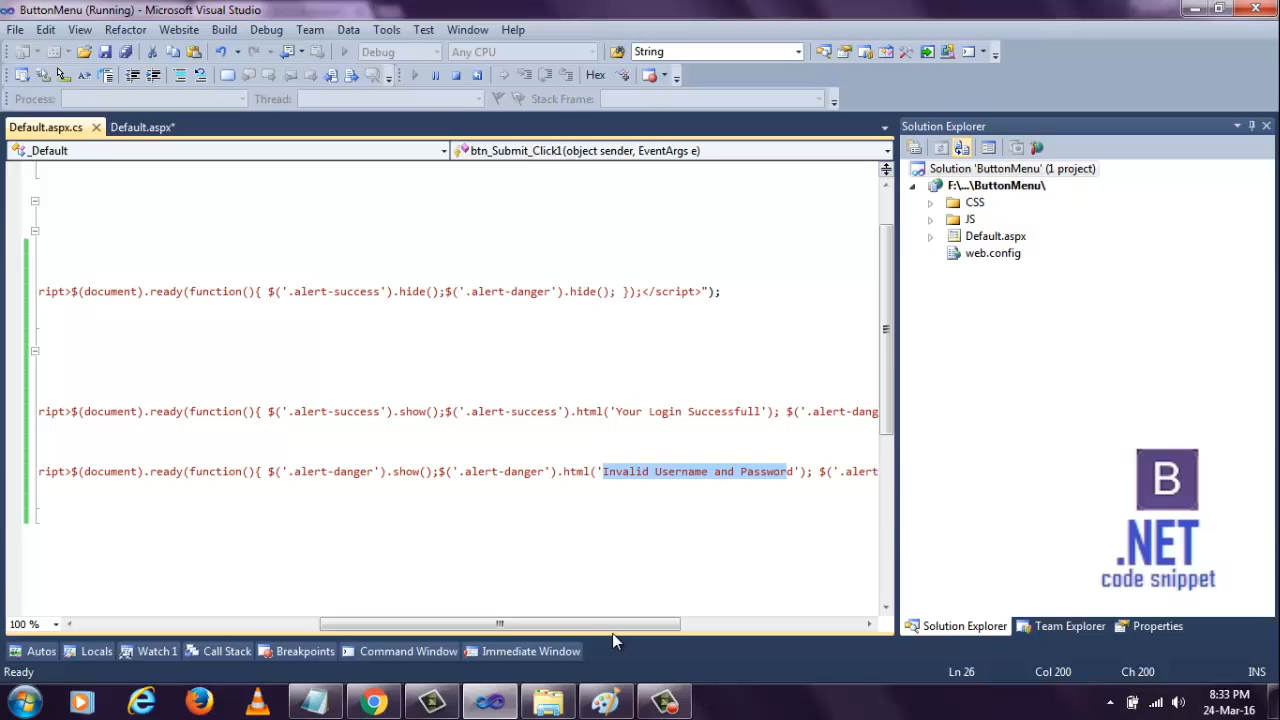 ButtonMenu (Running) - Microsoft Visual Studio
File Edit View Refactor Website Build Debug Team Data Tools Test Window Help
Debug Any CPU String
Hex
Process: Thread: Stack Frame:
Default.aspx.cs Default.aspx*
_Default btn_Submit_Click1(object sender, EventArgs e)
ript>$(document).ready(function(){ $('.alert-success').hide();$('.alert-danger').hide(); });</script>");
ript>$(document).ready(function(){ $('.alert-success').show();$('.alert-success').html('Your Login Successfull'); $('.alert-dang
ript>$(document).ready(function(){ $('.alert-danger').show();$('.alert-danger').html('Invalid Username and Password'); $('.alert
100 %
Solution Explorer
Solution 'ButtonMenu' (1 project)
F:\...\ButtonMenu\
CSS
JS
Default.aspx
web.config
B
.NET
code snippet
Solution Explorer Team Explorer Properties
Autos Locals Watch 1 Call Stack Breakpoints Command Window Immediate Window
Ready Ln 26 Col 200 Ch 200 INS
8:33 PM
24-Mar-16